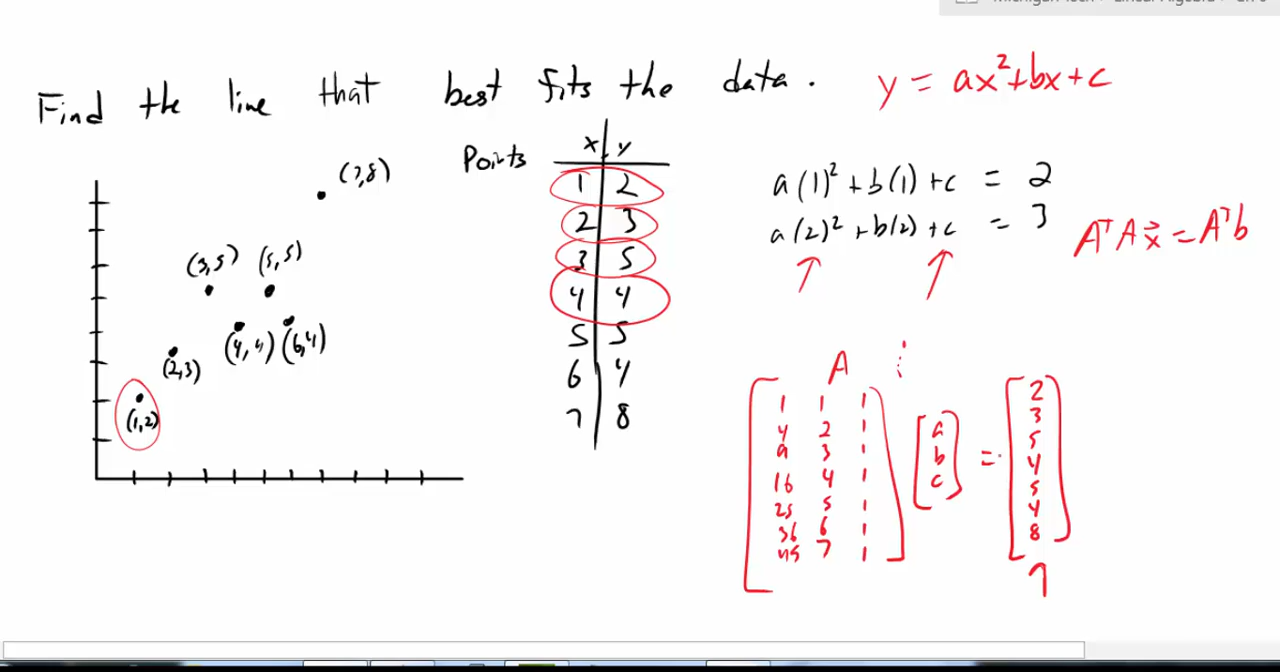 Find the line that best fits the data. y = ax²+bx+c
Points
x y
1 2
2 3
3 5
4 4
5 5
6 4
7 8
(7,8)
(3,5) (5,5)
(4,4) (6,4)
(2,3)
(1,2)
a(1)² + b(1) + c = 2
a(2)² + b(2) + c = 3
AᵀAx⃗ = Aᵀb
A
1 1 1
4 2 1
9 3 1
16 4 1
25 5 1
36 6 1
49 7 1
a
b
c
=
2
3
5
4
5
4
8